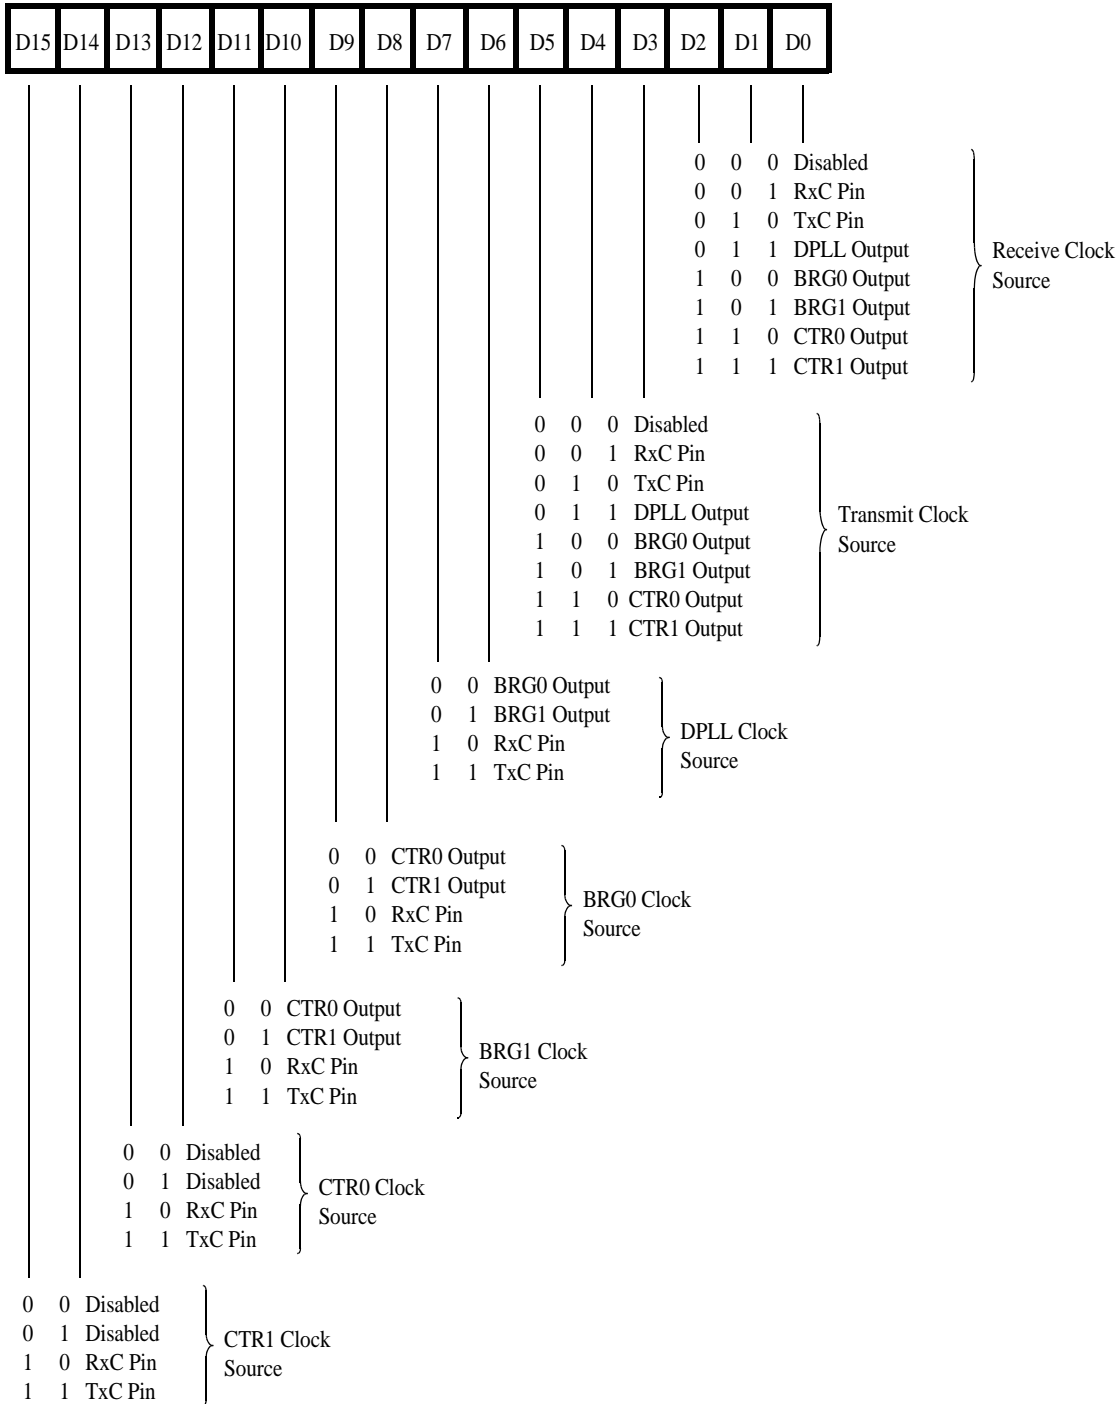 D15 D14 D13 D12 D11 D10 D9 D8 D7 D6 D5 D4 D3 D2 D1 D0
0 0 0 Disabled
0 0 1 RxC Pin
0 1 0 TxC Pin
0 1 1 DPLL Output
1 0 0 BRG0 Output
1 0 1 BRG1 Output
1 1 0 CTR0 Output
1 1 1 CTR1 Output
Receive Clock
Source
0 0 0 Disabled
0 0 1 RxC Pin
0 1 0 TxC Pin
0 1 1 DPLL Output
1 0 0 BRG0 Output
1 0 1 BRG1 Output
1 1 0 CTR0 Output
1 1 1 CTR1 Output
Transmit Clock
Source
0 0 BRG0 Output
0 1 BRG1 Output
1 0 RxC Pin
1 1 TxC Pin
DPLL Clock
Source
0 0 CTR0 Output
0 1 CTR1 Output
1 0 RxC Pin
1 1 TxC Pin
BRG0 Clock
Source
0 0 CTR0 Output
0 1 CTR1 Output
1 0 RxC Pin
1 1 TxC Pin
BRG1 Clock
Source
0 0 Disabled
0 1 Disabled
1 0 RxC Pin
1 1 TxC Pin
CTR0 Clock
Source
0 0 Disabled
0 1 Disabled
1 0 RxC Pin
1 1 TxC Pin
CTR1 Clock
Source